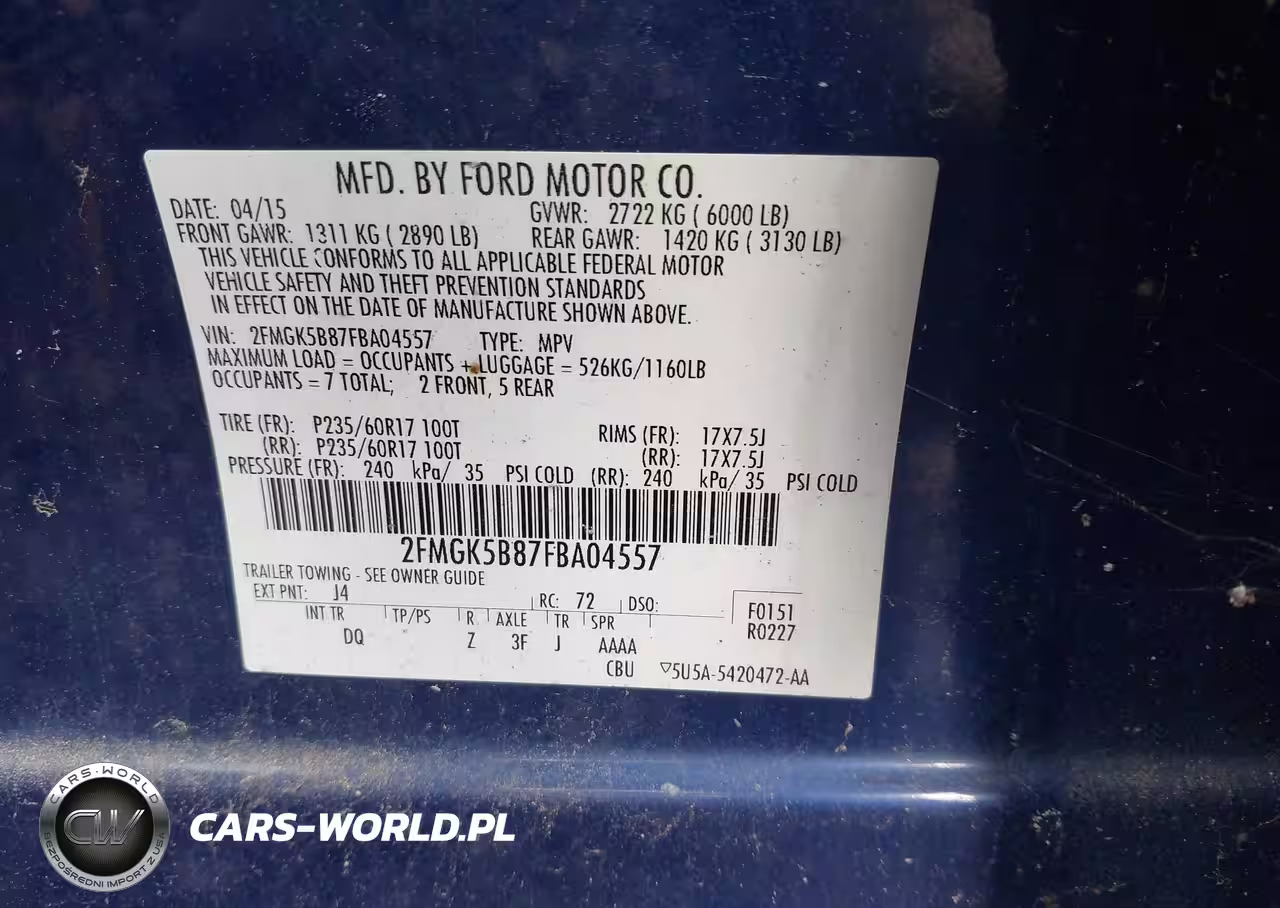 MFD. BY FORD MOTOR CO.
DATE: 04/15 GVWR: 2722 KG ( 6000 LB)
FRONT GAWR: 1311 KG ( 2890 LB) REAR GAWR: 1420 KG ( 3130 LB)
THIS VEHICLE CONFORMS TO ALL APPLICABLE FEDERAL MOTOR
VEHICLE SAFETY AND THEFT PREVENTION STANDARDS
IN EFFECT ON THE DATE OF MANUFACTURE SHOWN ABOVE.
VIN: 2FMGK5B87FBA04557 TYPE: MPV
MAXIMUM LOAD = OCCUPANTS + LUGGAGE = 526KG/1160LB
OCCUPANTS = 7 TOTAL; 2 FRONT, 5 REAR
TIRE (FR): P235/60R17 100T RIMS (FR): 17X7.5J
(RR): P235/60R17 100T (RR): 17X7.5J
PRESSURE (FR): 240 kPa/ 35 PSI COLD (RR): 240 kPa/ 35 PSI COLD
2FMGK5B87FBA04557
TRAILER TOWING - SEE OWNER GUIDE
EXT PNT: J4 RC: 72 DSO:
INT TR TP/PS R AXLE TR SPR
DQ Z 3F J AAAA
F0151
R0227
CBU ▽5U5A-5420472-AA
CARS-WORLD
CW
BEZPOŚREDNI IMPORT Z USA
CARS-WORLD.PL